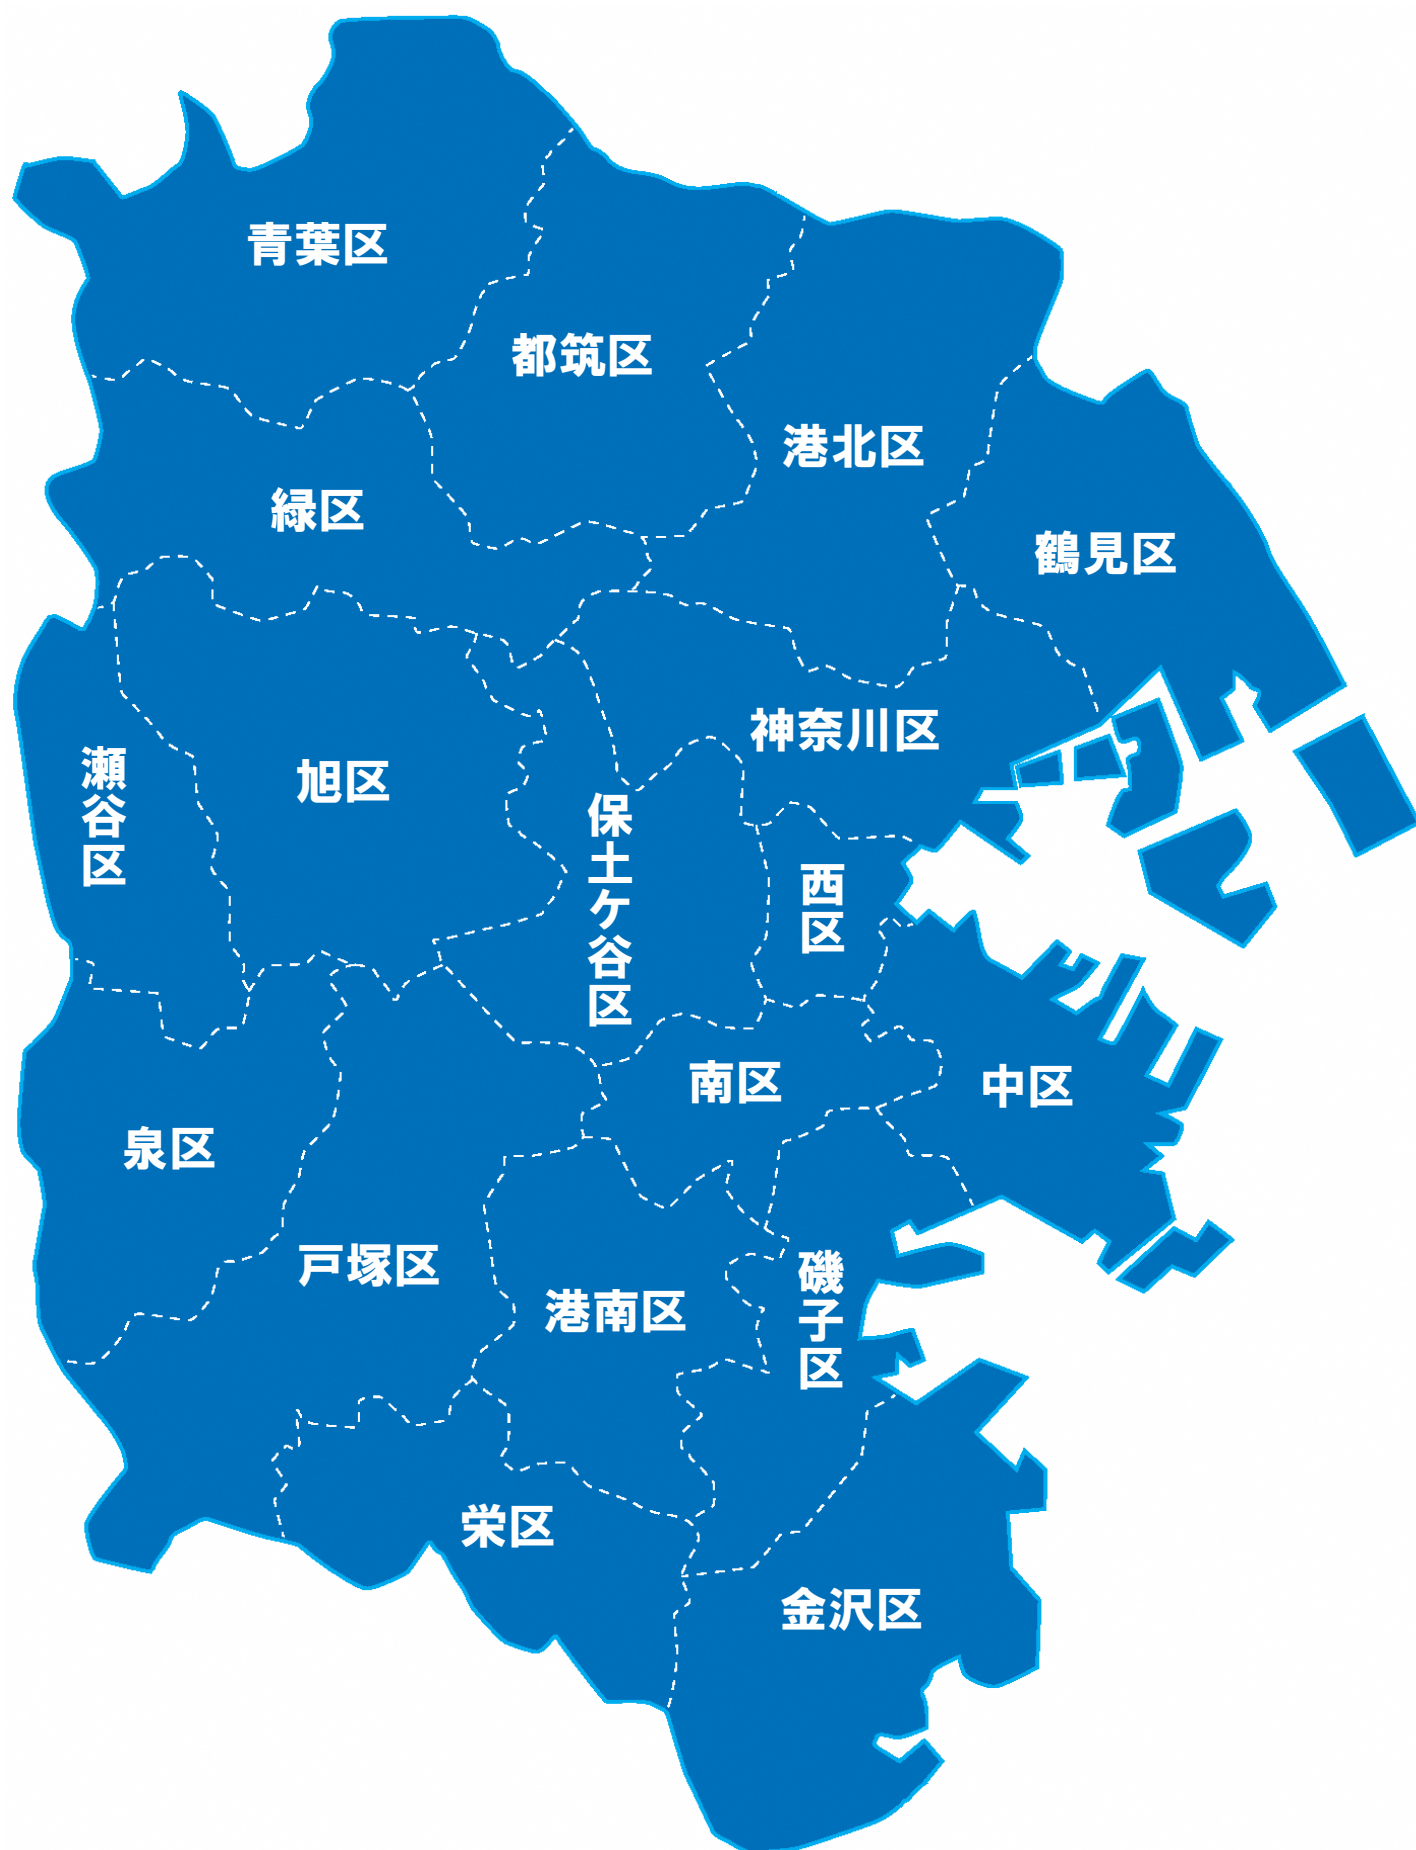 青葉区
都筑区
港北区
緑区
鶴見区
神奈川区
瀬谷区
旭区
保土ケ谷区
西区
南区
中区
泉区
戸塚区
港南区
磯子区
栄区
金沢区